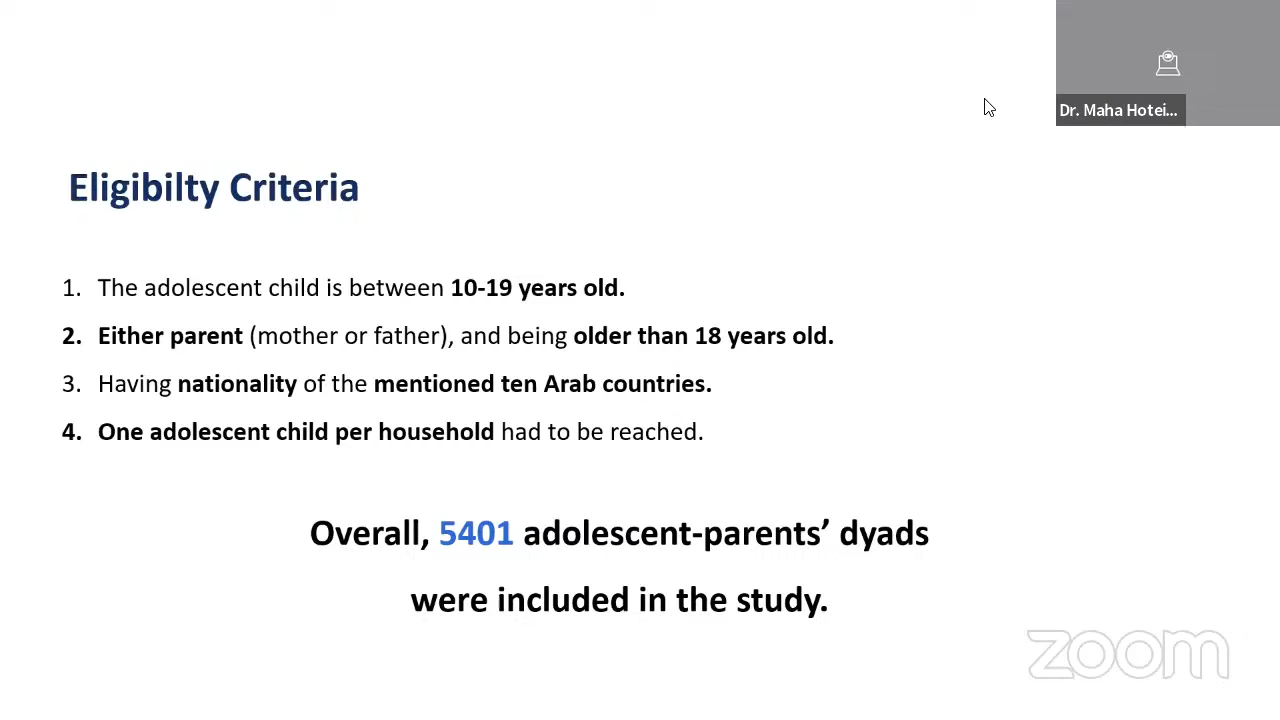 Dr. Maha Hotei...
Eligibilty Criteria
1. The adolescent child is between 10-19 years old.
2. Either parent (mother or father), and being older than 18 years old.
3. Having nationality of the mentioned ten Arab countries.
4. One adolescent child per household had to be reached.
Overall, 5401 adolescent-parents’ dyads
were included in the study.
zoom